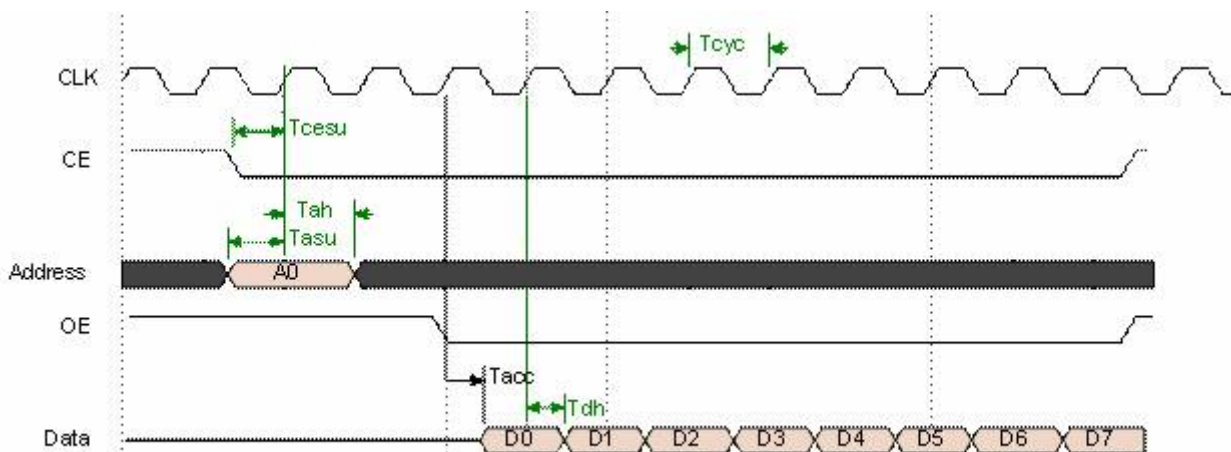 Tcyc
CLK
Tcesu
CE
Tah
Tasu
Address A0
OE
Tacc
Tdh
Data D0 D1 D2 D3 D4 D5 D6 D7